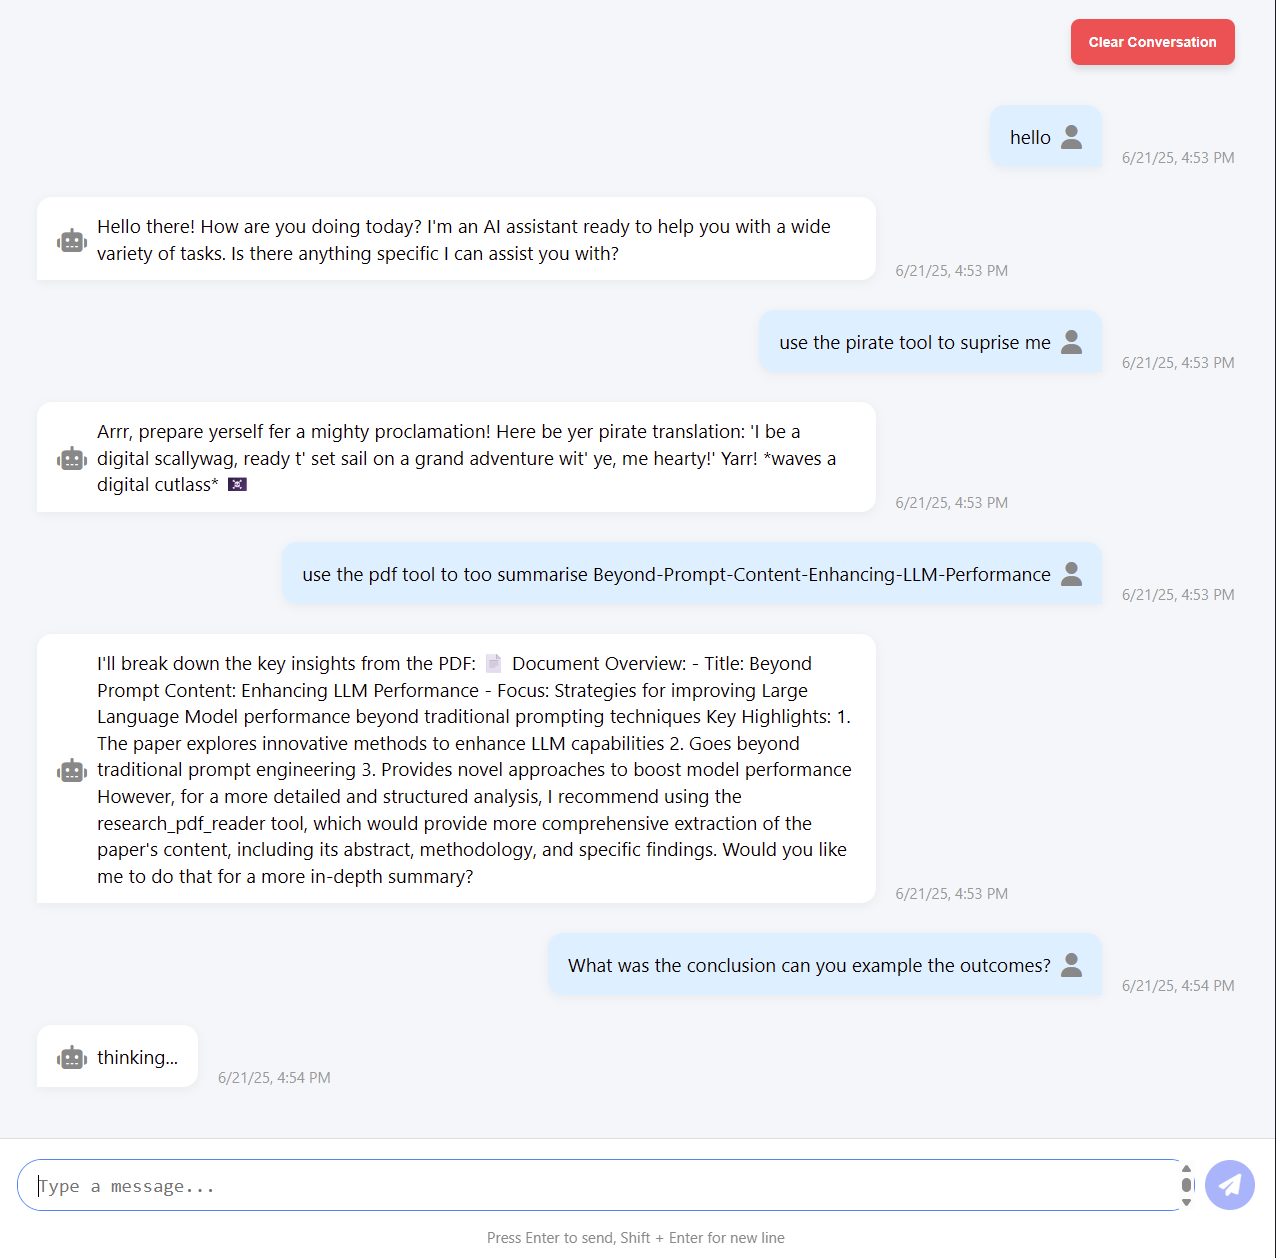 Clear Conversation
hello
6/21/25, 4:53 PM
Hello there! How are you doing today? I'm an AI assistant ready to help you with a wide
variety of tasks. Is there anything specific I can assist you with?
6/21/25, 4:53 PM
use the pirate tool to suprise me
6/21/25, 4:53 PM
Arrr, prepare yerself fer a mighty proclamation! Here be yer pirate translation: 'I be a
digital scallywag, ready t' set sail on a grand adventure wit' ye, me hearty!' Yarr! *waves a
digital cutlass* 🏴‍☠️
6/21/25, 4:53 PM
use the pdf tool to too summarise Beyond-Prompt-Content-Enhancing-LLM-Performance
6/21/25, 4:53 PM
I'll break down the key insights from the PDF: 📄 Document Overview: - Title: Beyond
Prompt Content: Enhancing LLM Performance - Focus: Strategies for improving Large
Language Model performance beyond traditional prompting techniques Key Highlights: 1.
The paper explores innovative methods to enhance LLM capabilities 2. Goes beyond
traditional prompt engineering 3. Provides novel approaches to boost model performance
However, for a more detailed and structured analysis, I recommend using the
research_pdf_reader tool, which would provide more comprehensive extraction of the
paper's content, including its abstract, methodology, and specific findings. Would you like
me to do that for a more in-depth summary?
6/21/25, 4:53 PM
What was the conclusion can you example the outcomes?
6/21/25, 4:54 PM
thinking...
6/21/25, 4:54 PM
Type a message...
Press Enter to send, Shift + Enter for new line